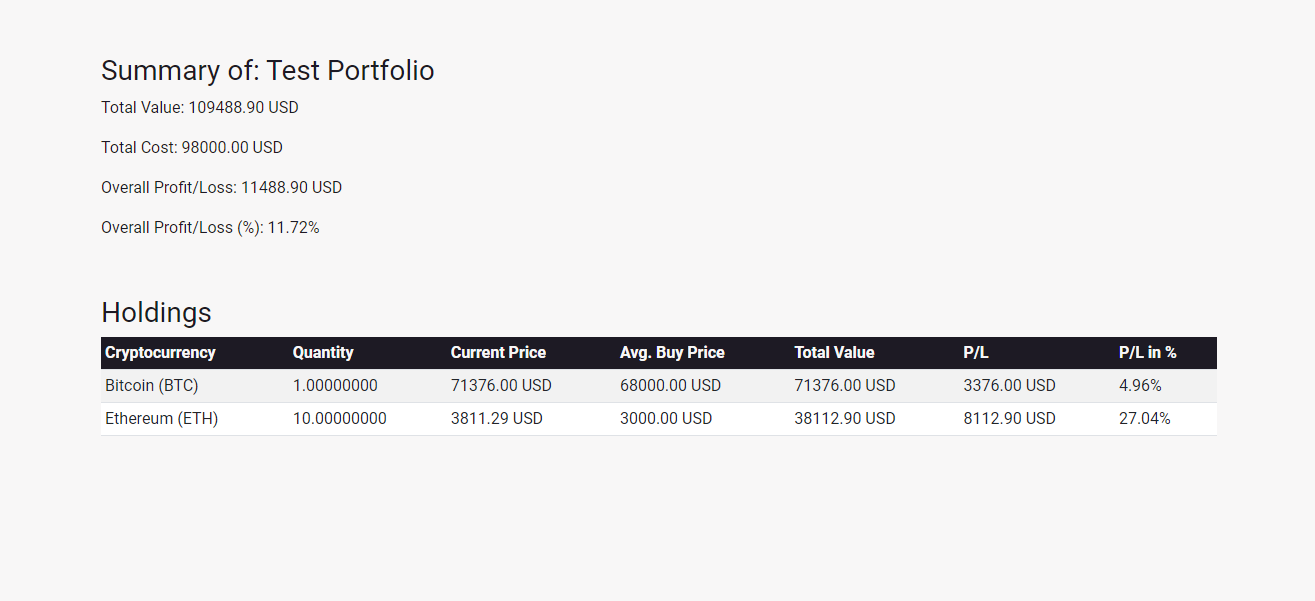 Summary of: Test Portfolio
Total Value: 109488.90 USD
Total Cost: 98000.00 USD
Overall Profit/Loss: 11488.90 USD
Overall Profit/Loss (%): 11.72%
Holdings
Cryptocurrency Quantity Current Price Avg. Buy Price Total Value P/L P/L in %
Bitcoin (BTC) 1.00000000 71376.00 USD 68000.00 USD 71376.00 USD 3376.00 USD 4.96%
Ethereum (ETH) 10.00000000 3811.29 USD 3000.00 USD 38112.90 USD 8112.90 USD 27.04%